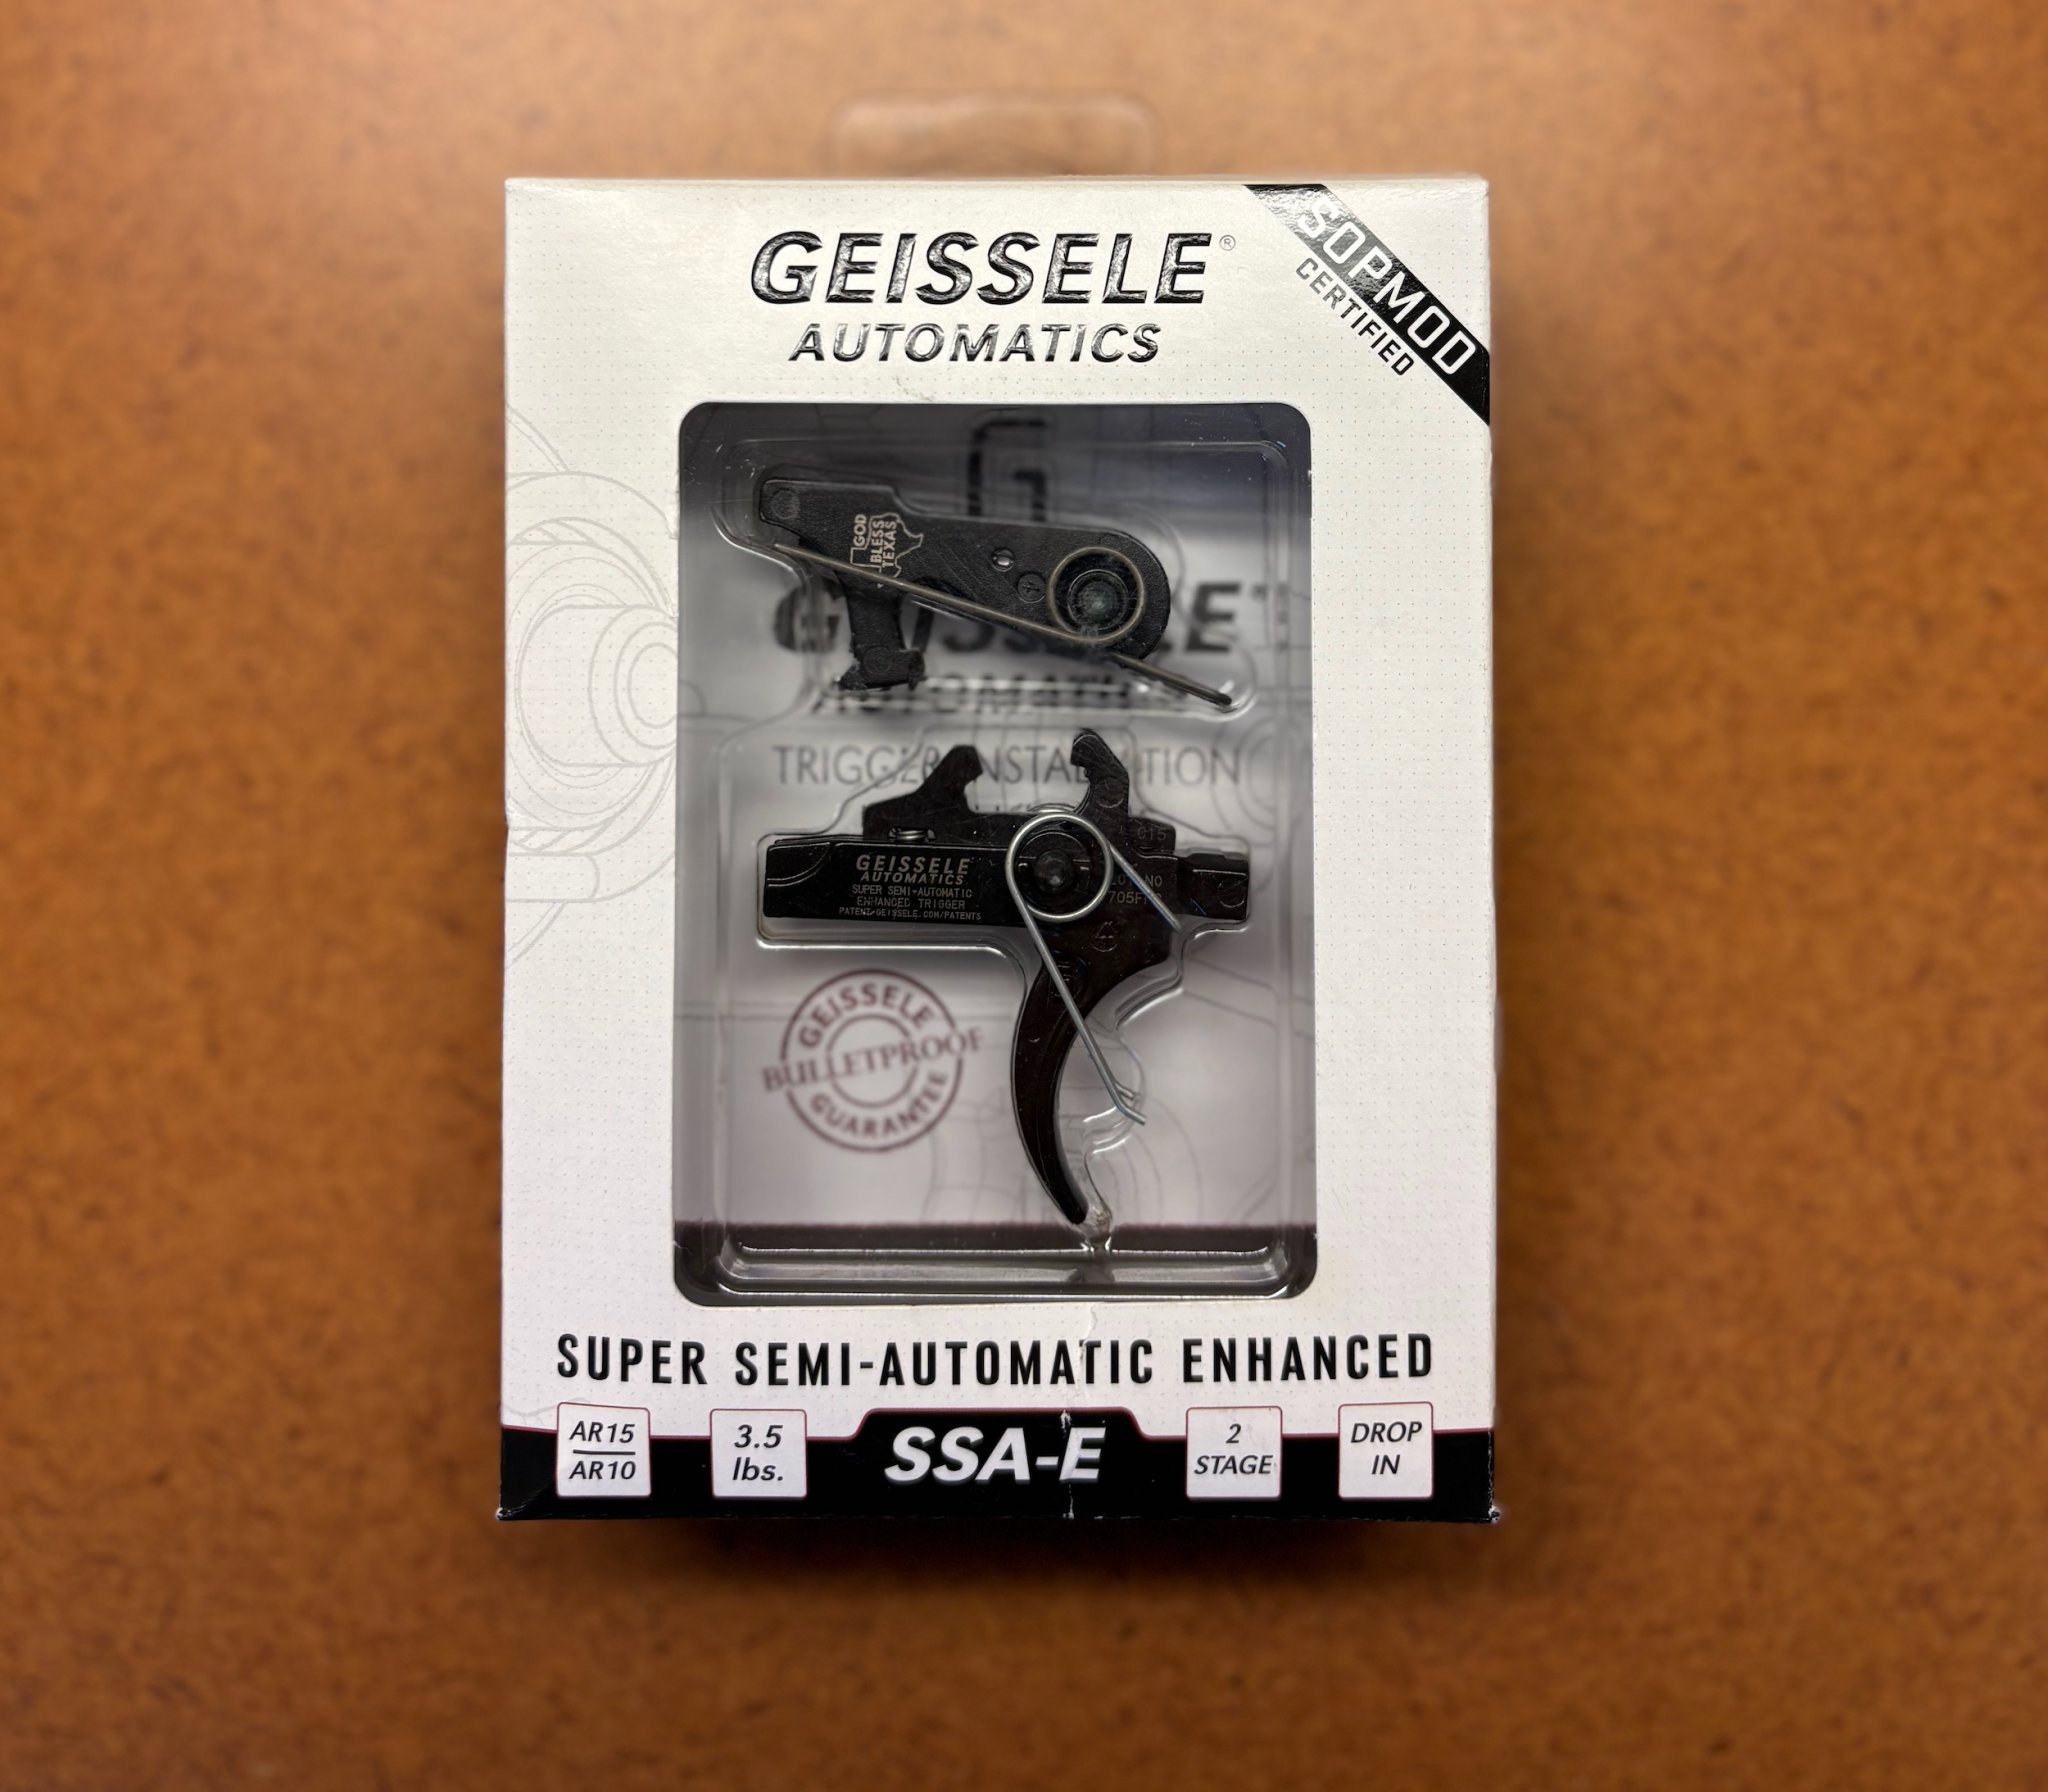 GEISSELE®
AUTOMATICS
SOPMOD
CERTIFIED
G
GOD
BLESS
TEXAS
GEISSELE
AUTOMATICS
TRIGGER INSTALLATION
GEISSELE
AUTOMATICS
SUPER SEMI-AUTOMATIC
ENHANCED TRIGGER
PATENT-GEISSELE.COM/PATENTS
NO
GEISSELE
BULLETPROOF
GUARANTEE
SUPER SEMI-AUTOMATIC ENHANCED
AR15
AR10
3.5
lbs.
SSA-E
2
STAGE
DROP
IN